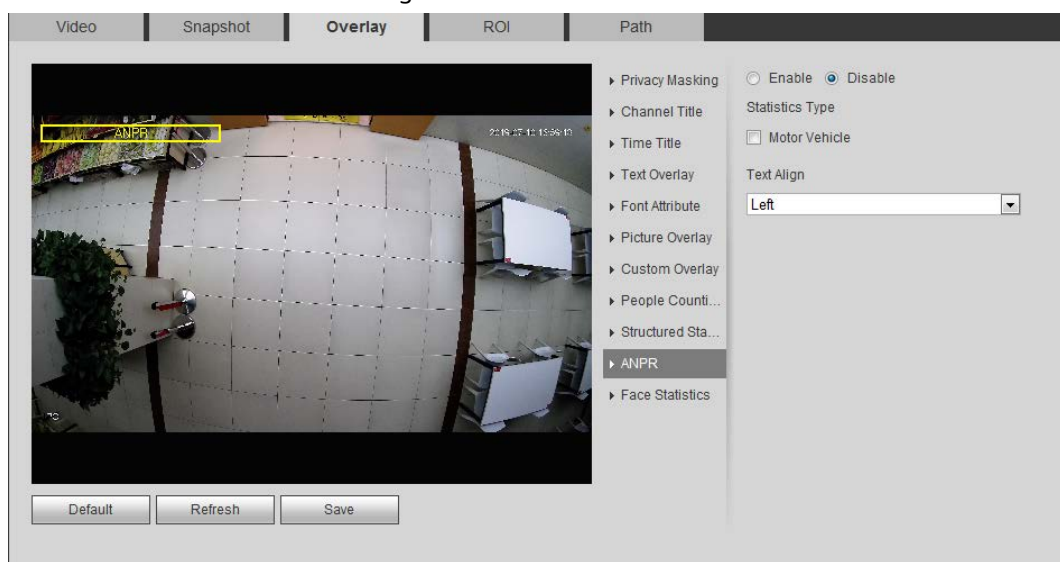 Video Snapshot Overlay ROI Path
ANPR
Privacy Masking
Channel Title
Time Title
Text Overlay
Font Attribute
Picture Overlay
Custom Overlay
People Counti...
Structured Sta...
ANPR
Face Statistics
Enable Disable
Statistics Type
Motor Vehicle
Text Align
Left
Default Refresh Save